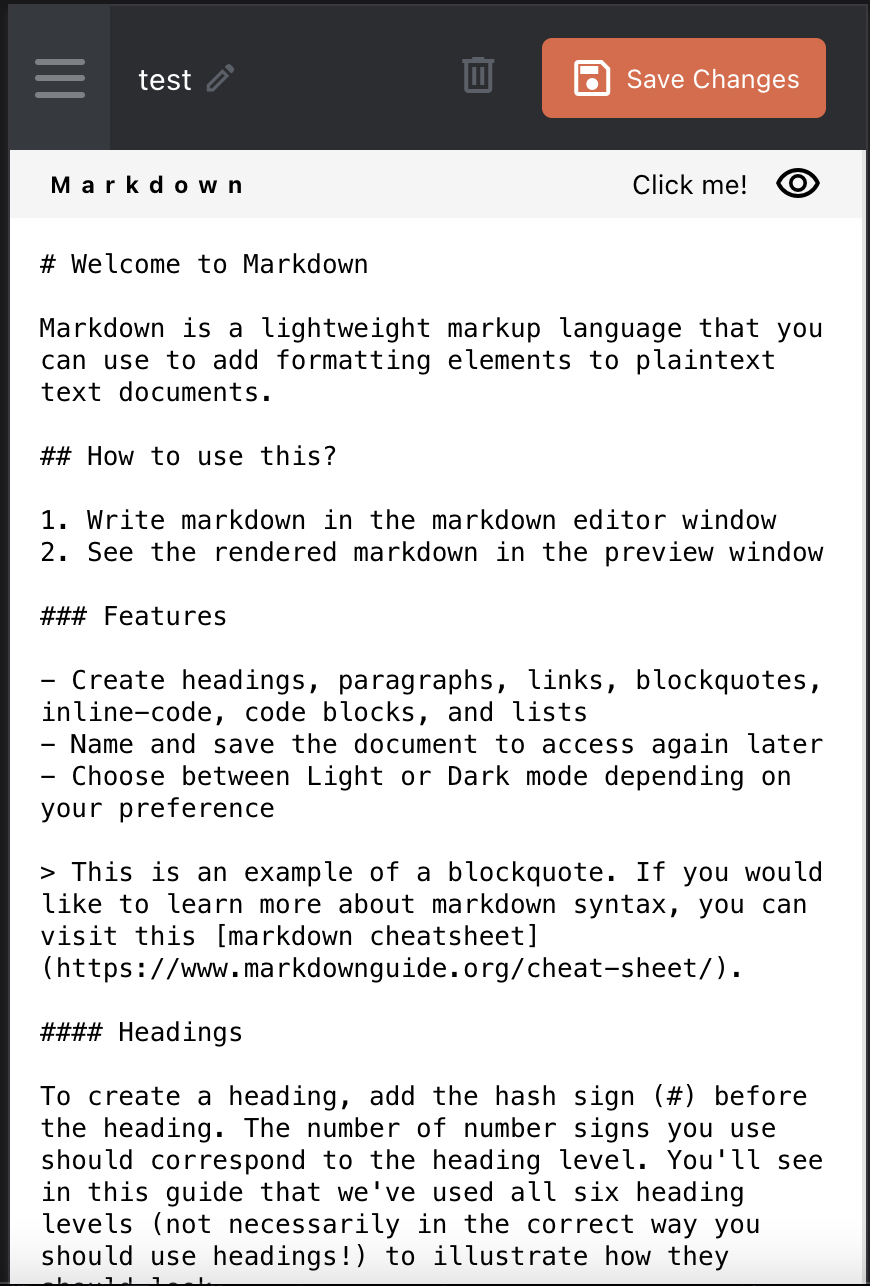 test
Save Changes
Markdown
Click me!
# Welcome to Markdown
Markdown is a lightweight markup language that you
can use to add formatting elements to plaintext
text documents.
## How to use this?
1. Write markdown in the markdown editor window
2. See the rendered markdown in the preview window
### Features
- Create headings, paragraphs, links, blockquotes,
inline-code, code blocks, and lists
- Name and save the document to access again later
- Choose between Light or Dark mode depending on
your preference
> This is an example of a blockquote. If you would
like to learn more about markdown syntax, you can
visit this [markdown cheatsheet]
(https://www.markdownguide.org/cheat-sheet/).
#### Headings
To create a heading, add the hash sign (#) before
the heading. The number of number signs you use
should correspond to the heading level. You'll see
in this guide that we've used all six heading
levels (not necessarily in the correct way you
should use headings!) to illustrate how they